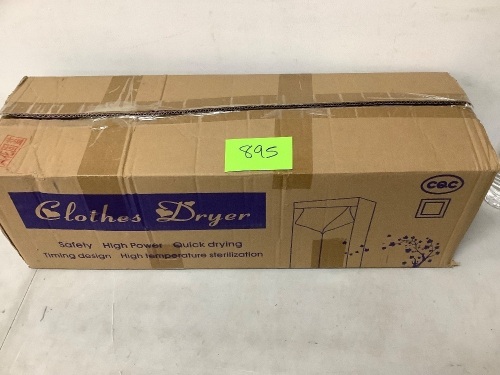 895
Clothes Dryer
cqc
Safety High Power Quick drying
Timing design High temperature sterilization